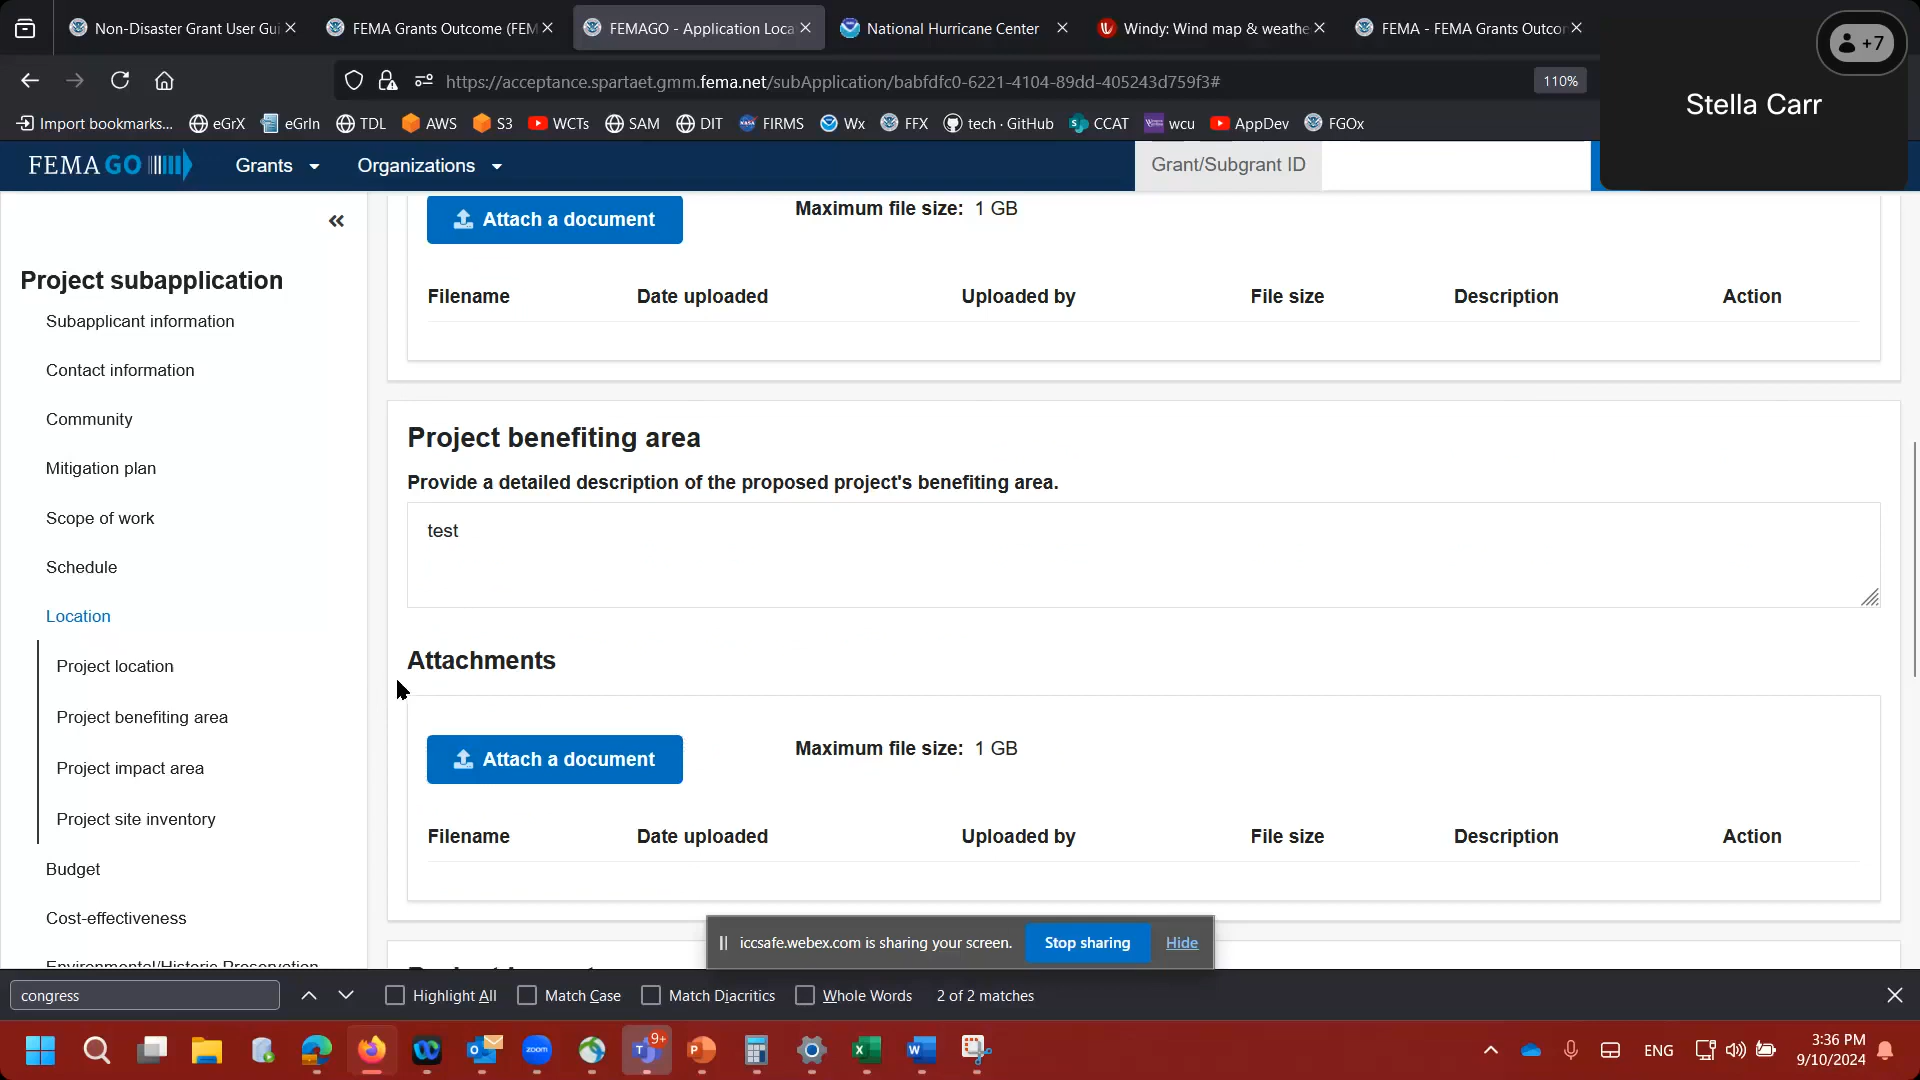 Non-Disaster Grant User Gui
FEMA Grants Outcome (FEM
FEMAGO - Application Loca
National Hurricane Center
Windy: Wind map & weathe
FEMA - FEMA Grants Outcor
+7
https://acceptance.spartaet.gmm.fema.net/subApplication/babfdfc0-6221-4104-89dd-405243d759f3#
110%
Stella Carr
Import bookmarks...
eGrX
eGrIn
TDL
AWS
S3
WCTs
SAM
DIT
FIRMS
Wx
FFX
tech · GitHub
CCAT
wcu
AppDev
FGOx
FEMA GO
Grants
Organizations
Grant/Subgrant ID
Project subapplication
Subapplicant information
Contact information
Community
Mitigation plan
Scope of work
Schedule
Location
Project location
Project benefiting area
Project impact area
Project site inventory
Budget
Cost-effectiveness
Environmental/Historic Preservation
Attach a document
Maximum file size: 1 GB
Filename Date uploaded Uploaded by File size Description Action
Project benefiting area
Provide a detailed description of the proposed project's benefiting area.
test
Attachments
Attach a document
Maximum file size: 1 GB
Filename Date uploaded Uploaded by File size Description Action
iccsafe.webex.com is sharing your screen.
Stop sharing
Hide
congress
Highlight All
Match Case
Match Diacritics
Whole Words
2 of 2 matches
zoom
9+
ENG
3:36 PM
9/10/2024